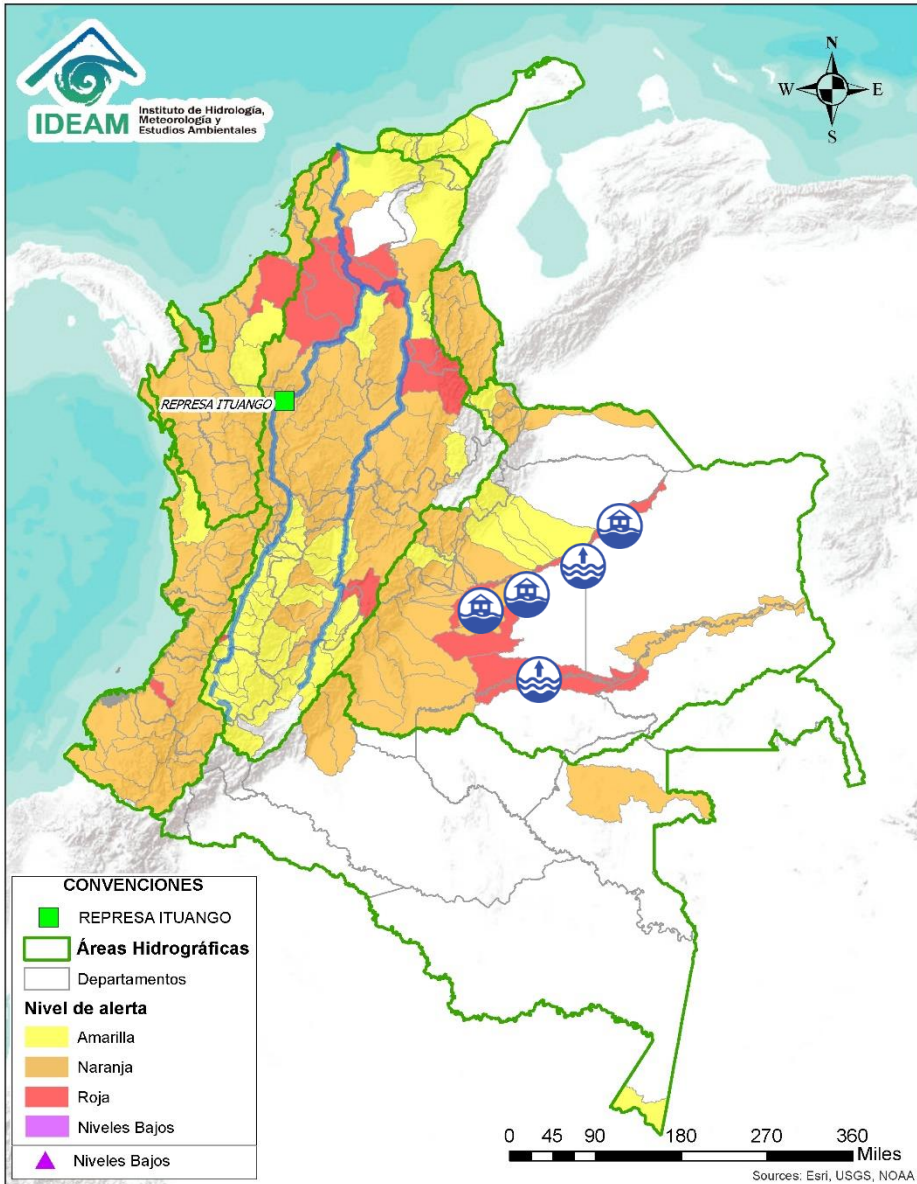 IDEAM
Instituto de Hidrología,
Meteorología y
Estudios Ambientales
N
W
E
S
REPRESA ITUANGO
CONVENCIONES
REPRESA ITUANGO
Áreas Hidrográficas
Departamentos
Nivel de alerta
Amarilla
Naranja
Roja
Niveles Bajos
Niveles Bajos
0 45 90 180 270 360
Miles
Sources: Esri, USGS, NOAA